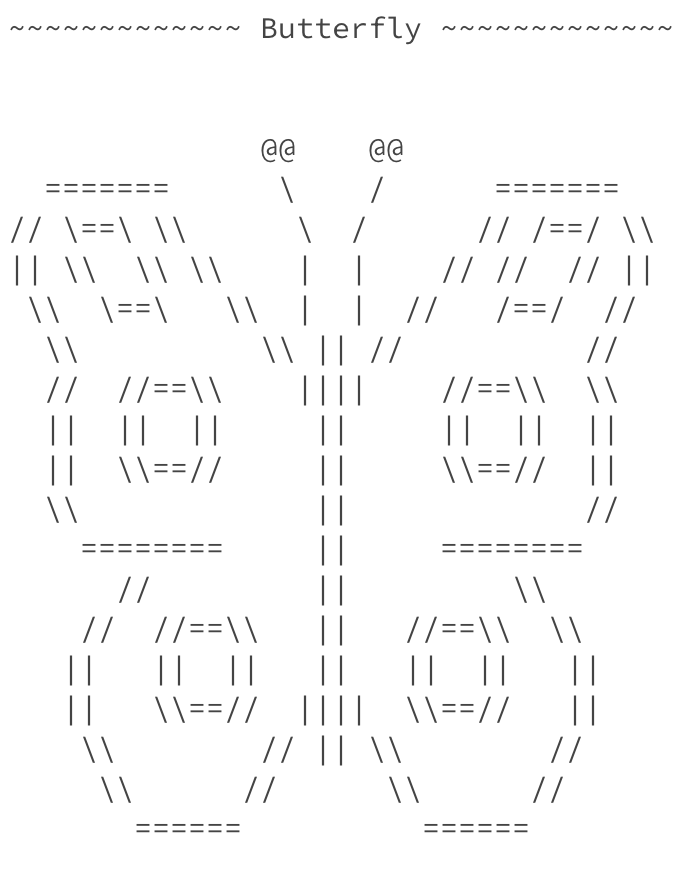 ~~~~~~~~~~~~~ Butterfly ~~~~~~~~~~~~~
              @@    @@
  =======      \    /      =======
// \==\ \\      \  /      // /==/ \\
|| \\  \\ \\    |  |    // //  // ||
 \\  \==\   \\  |  |  //   /==/  //
  \\          \\ || //          //
  //  //==\\    ||||    //==\\  \\
  ||  ||  ||     ||     ||  ||  ||
  ||  \\==//     ||     \\==//  ||
  \\             ||             //
    ========     ||     ========
      //         ||         \\
    //  //==\\   ||   //==\\  \\
   ||   ||  ||   ||   ||  ||   ||
   ||   \\==//  ||||  \\==//   ||
    \\        // || \\        //
     \\      //      \\      //
       ======          ======